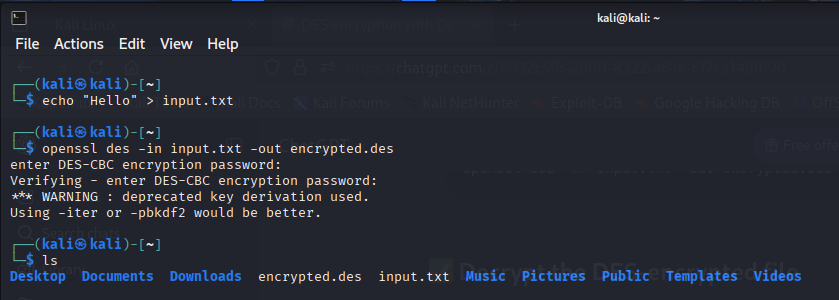 kali@kali: ~
File Actions Edit View Help
┌──(kali㉿kali)-[~]
└─$ echo "Hello" > input.txt
┌──(kali㉿kali)-[~]
└─$ openssl des -in input.txt -out encrypted.des
enter DES-CBC encryption password:
Verifying - enter DES-CBC encryption password:
*** WARNING : deprecated key derivation used.
Using -iter or -pbkdf2 would be better.
┌──(kali㉿kali)-[~]
└─$ ls
Desktop Documents Downloads encrypted.des input.txt Music Pictures Public Templates Videos